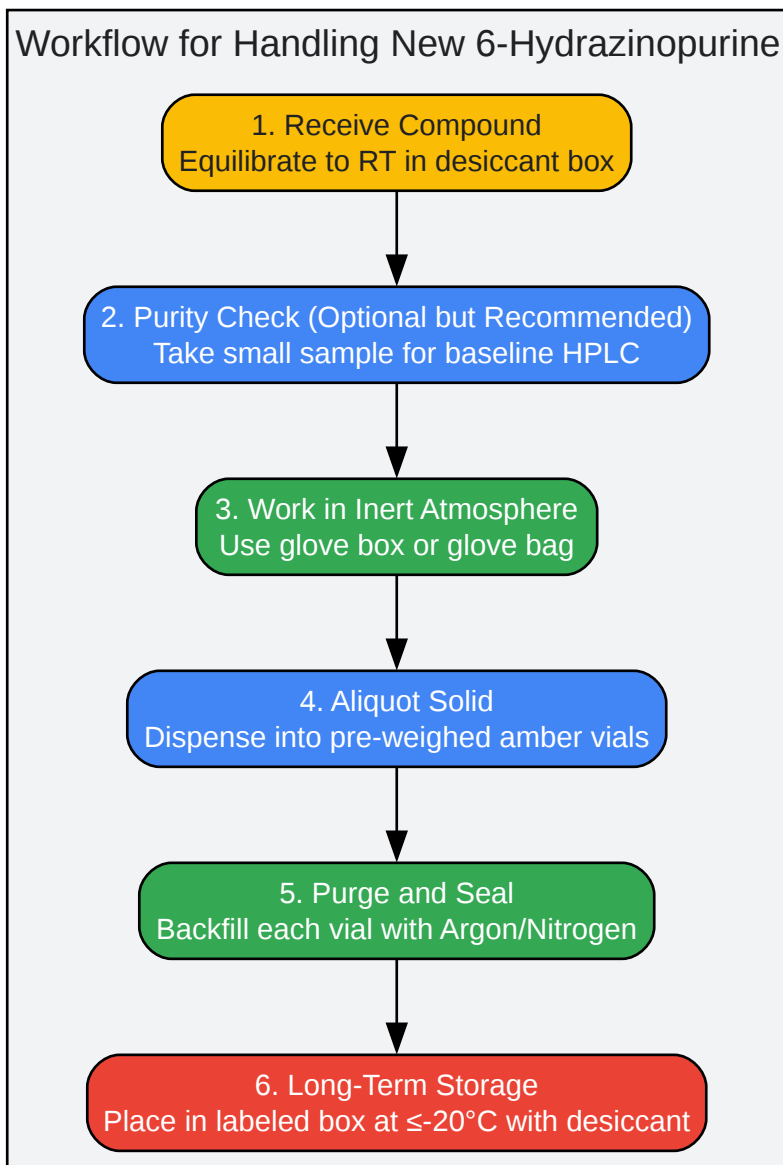 Workflow for Handling New 6-Hydrazinopurine
1. Receive Compound
Equilibrate to RT in desiccant box
2. Purity Check (Optional but Recommended)
Take small sample for baseline HPLC
3. Work in Inert Atmosphere
Use glove box or glove bag
4. Aliquot Solid
Dispense into pre-weighed amber vials
5. Purge and Seal
Backfill each vial with Argon/Nitrogen
6. Long-Term Storage
Place in labeled box at ≤-20°C with desiccant